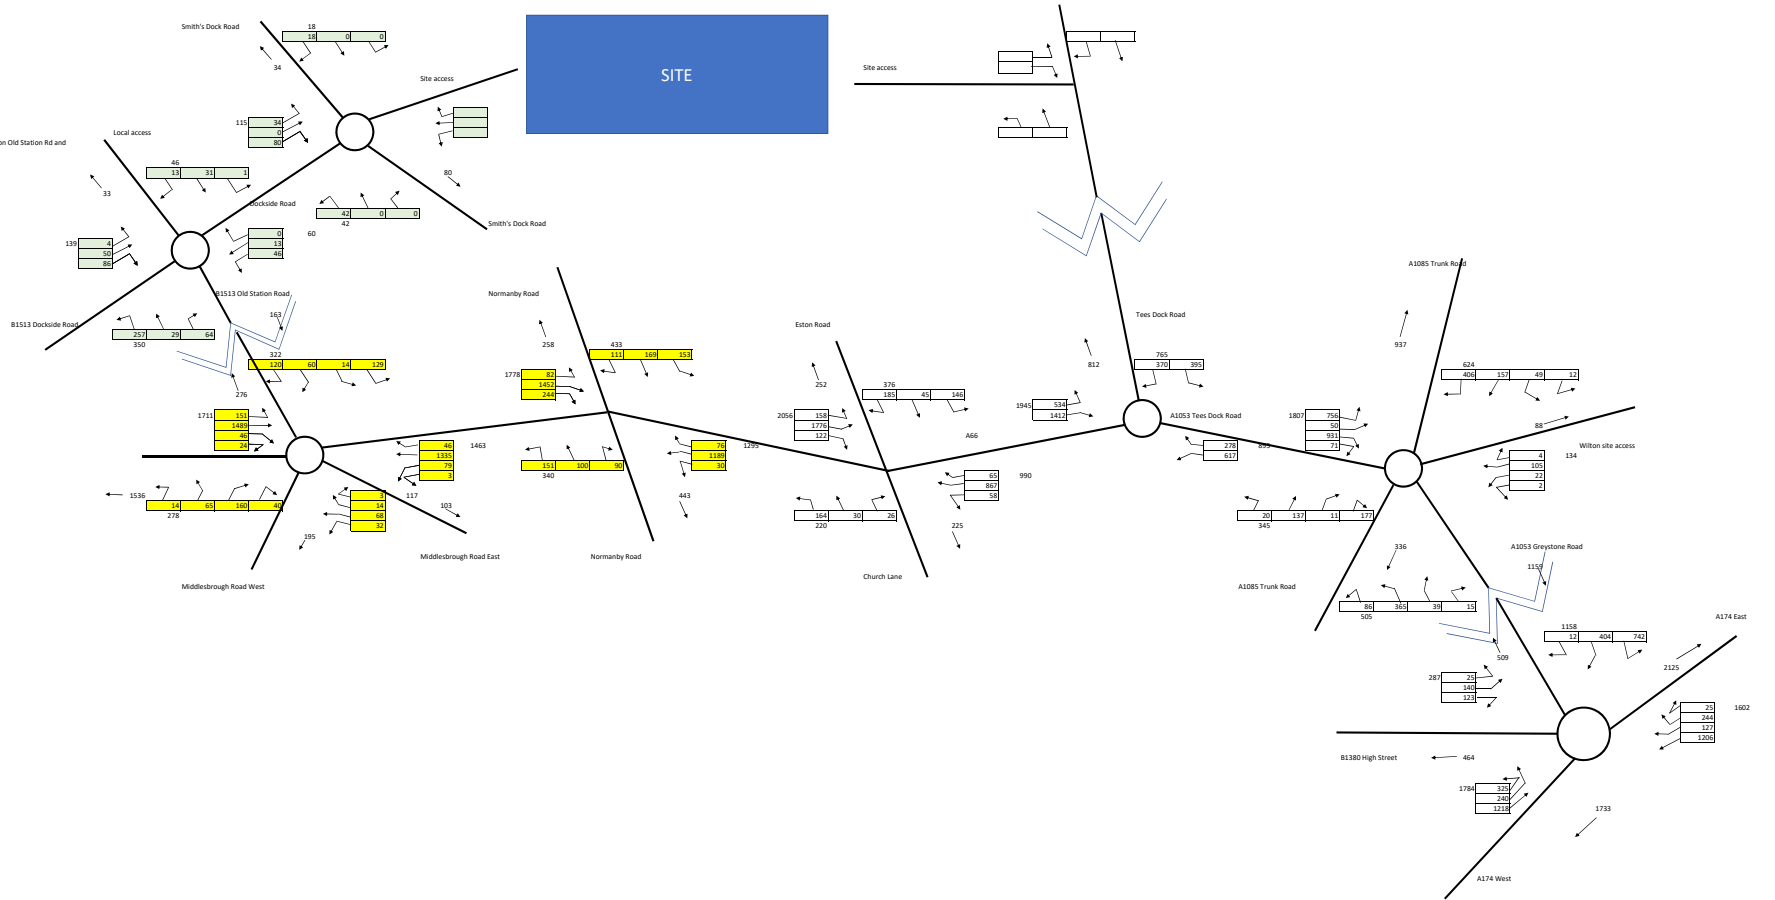 Smith's Dock Road
18
18 0 0
34
Site access
SITE
Site access
115 34
0
80
Local access
on Old Station Rd and
46
13 31 1
33
80
Dockside Road
42 0 0
42
Smith's Dock Road
0 60
13
46
139 4
50
86
B1513 Old Station Road
163
B1513 Dockside Road
257 29 64
350
322
120 60 14 129
276
1711 151
1489
46
24
46 1463
1335
79
3
1536
14 65 160 40
278
3 117
14
68
32
103
195
Middlesbrough Road East
Middlesbrough Road West
Normanby Road
258
433
111 169 153
1778 82
1452
244
151 100 90
340
76 1295
1189
30
443
Normanby Road
Eston Road
252
376
185 45 146
2056 158
1776
122
A66
65 990
867
58
164 30 26
220
225
Church Lane
Tees Dock Road
812
765
370 395
1945 534
1412
A1053 Tees Dock Road
278
617
A1085 Trunk Road
937
624
406 157 49 12
1807 756
50
931
71
88
Wilton site access
4 134
105
22
2
20 137 11 177
345
336
A1053 Greystone Road
1159
A1085 Trunk Road
86 365 39 15
505
509
1158
12 404 742
A174 East
2125
287 25
140
123
25 1602
244
127
1206
B1380 High Street
464
1784 325
240
1218
1733
A174 West